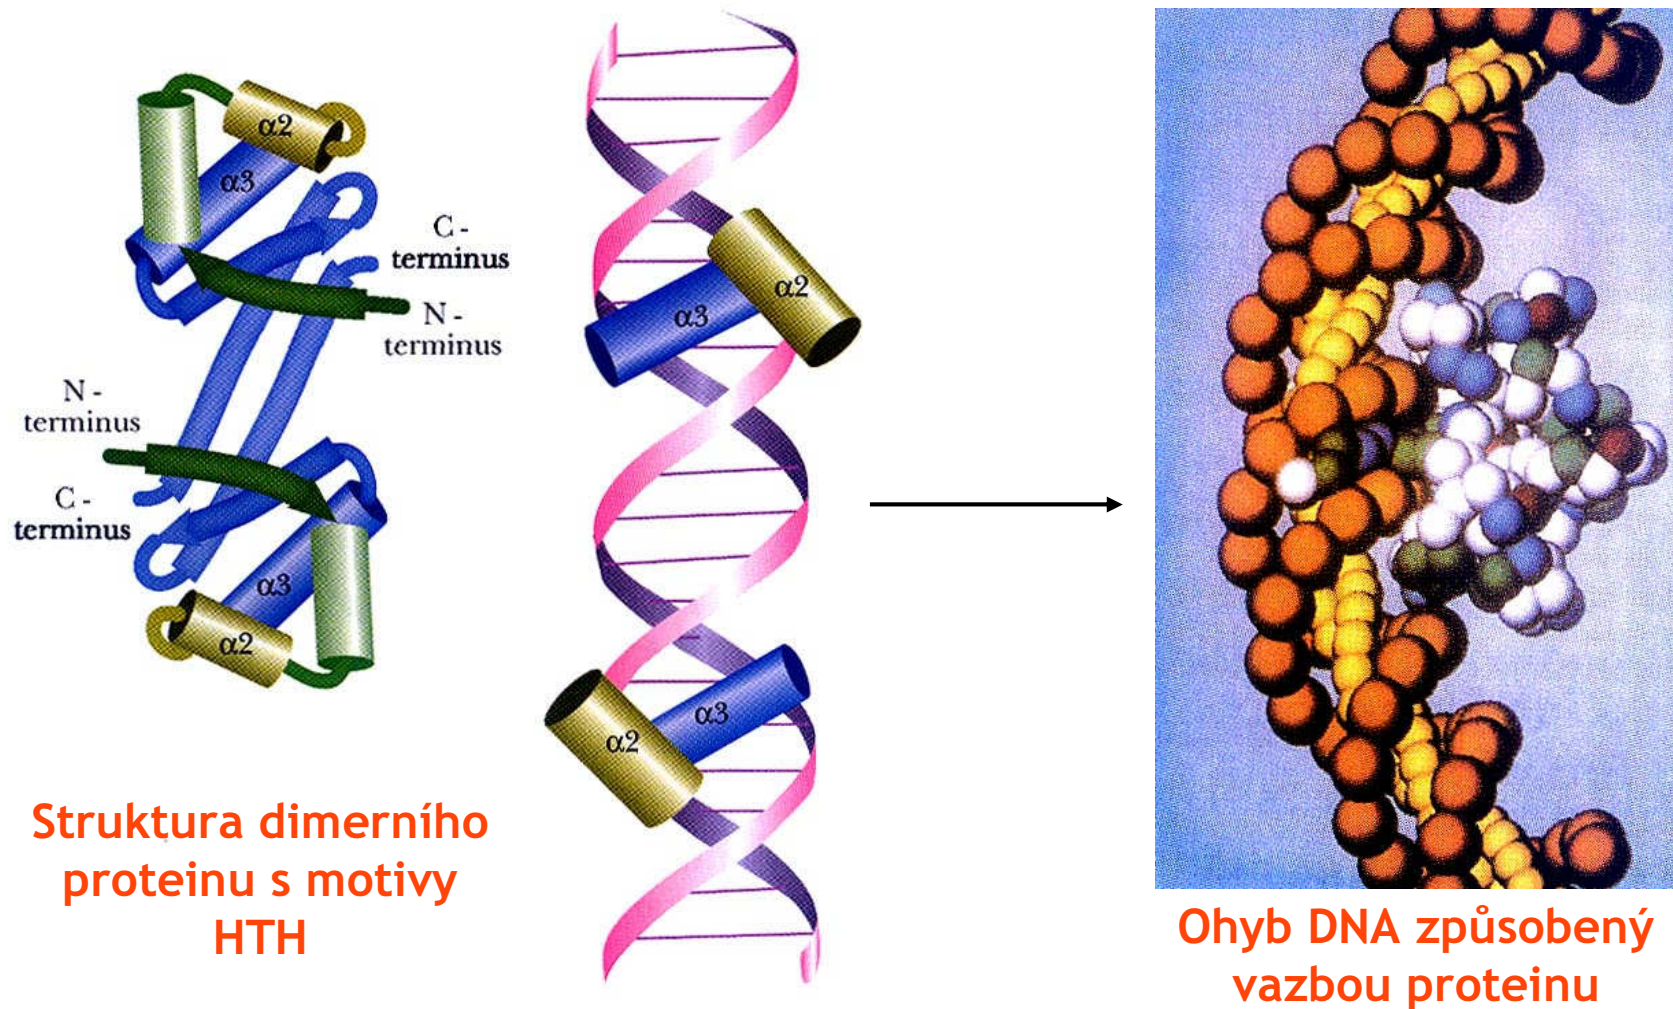 α2
α3
C -
terminus
N -
terminus
N -
terminus
C -
terminus
α3
α2
α2
α3
α3
α2
Struktura dimerního
proteinu s motivy
HTH
Ohyb DNA způsobený
vazbou proteinu